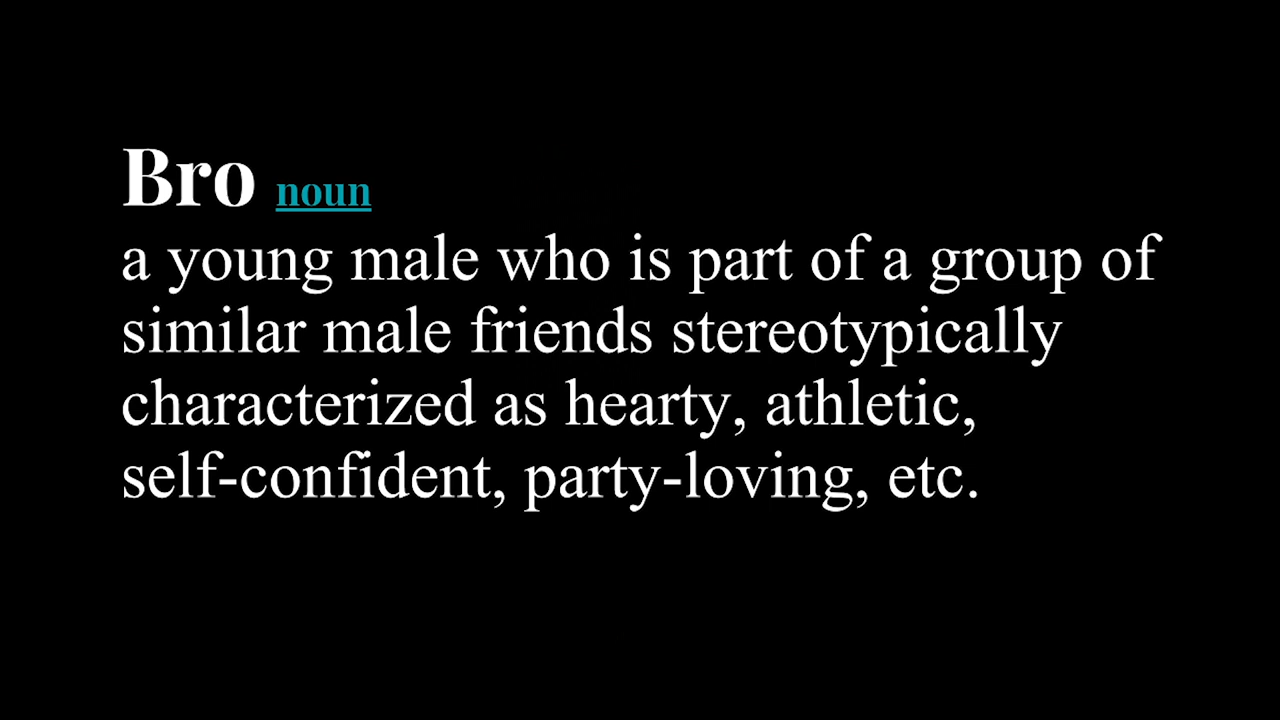 Bro noun
a young male who is part of a group of
similar male friends stereotypically
characterized as hearty, athletic,
self-confident, party-loving, etc.